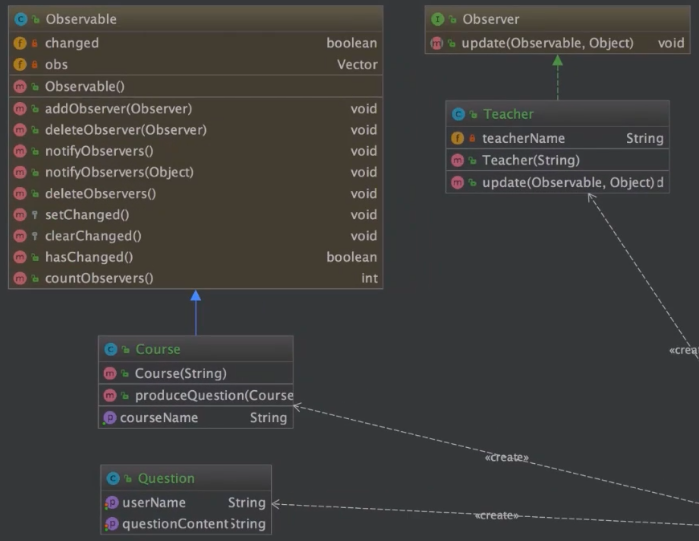 Observable
changed boolean
obs Vector
Observable()
addObserver(Observer) void
deleteObserver(Observer) void
notifyObservers() void
notifyObservers(Object) void
deleteObservers() void
setChanged() void
clearChanged() void
hasChanged() boolean
countObservers() int
Observer
update(Observable, Object) void
Teacher
teacherName String
Teacher(String)
update(Observable, Object) d
«creat
Course
Course(String)
produceQuestion(Course
courseName String
«create»
Question
userName String
questionContent String
«create»